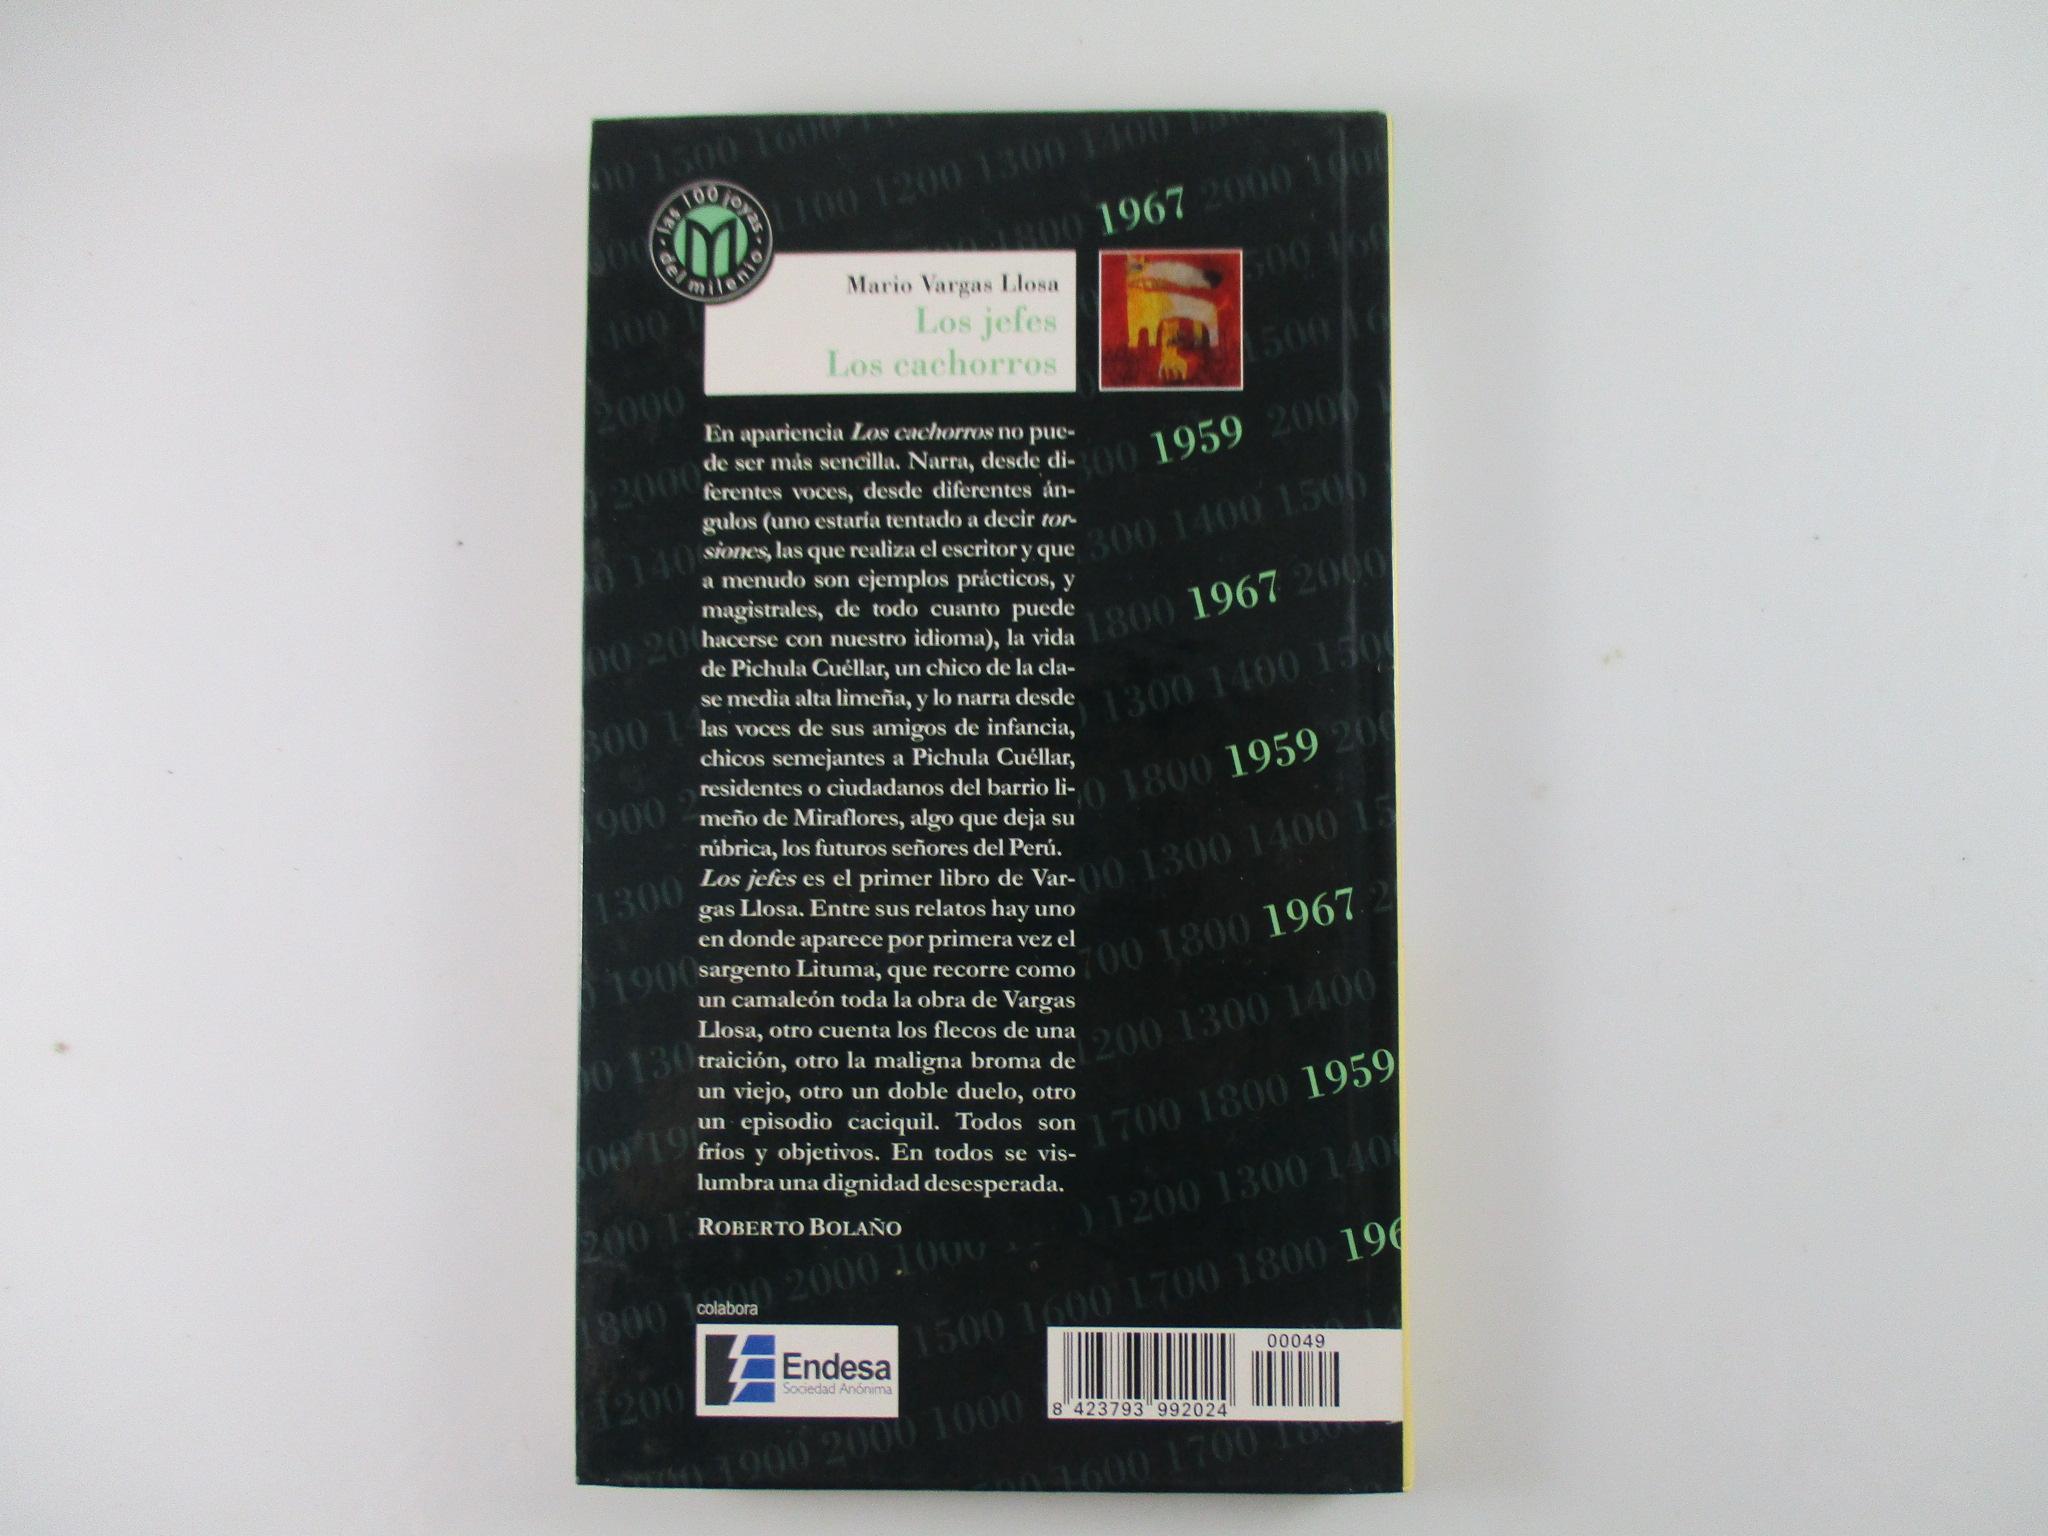 las 100 joyas
del milenio
M
1967
Mario Vargas Llosa
Los jefes
Los cachorros
En apariencia Los cachorros no pue-
de ser más sencilla. Narra, desde di-
ferentes voces, desde diferentes án-
gulos (uno estaría tentado a decir tor-
siones, las que realiza el escritor y que
a menudo son ejemplos prácticos, y
magistrales, de todo cuanto puede
hacerse con nuestro idioma), la vida
de Pichula Cuéllar, un chico de la cla-
se media alta limeña, y lo narra desde
las voces de sus amigos de infancia,
chicos semejantes a Pichula Cuéllar,
residentes o ciudadanos del barrio li-
meño de Miraflores, algo que deja su
rúbrica, los futuros señores del Perú.
Los jefes es el primer libro de Var-
gas Llosa. Entre sus relatos hay uno
en donde aparece por primera vez el
sargento Lituma, que recorre como
un camaleón toda la obra de Vargas
Llosa, otro cuenta los flecos de una
traición, otro la maligna broma de
un viejo, otro un doble duelo, otro
un episodio caciquil. Todos son
fríos y objetivos. En todos se vis-
lumbra una dignidad desesperada.
ROBERTO BOLAÑO
1959
1967
1959
1967
1959
196
colabora
Endesa
Sociedad Anónima
00049
8 423793 992024